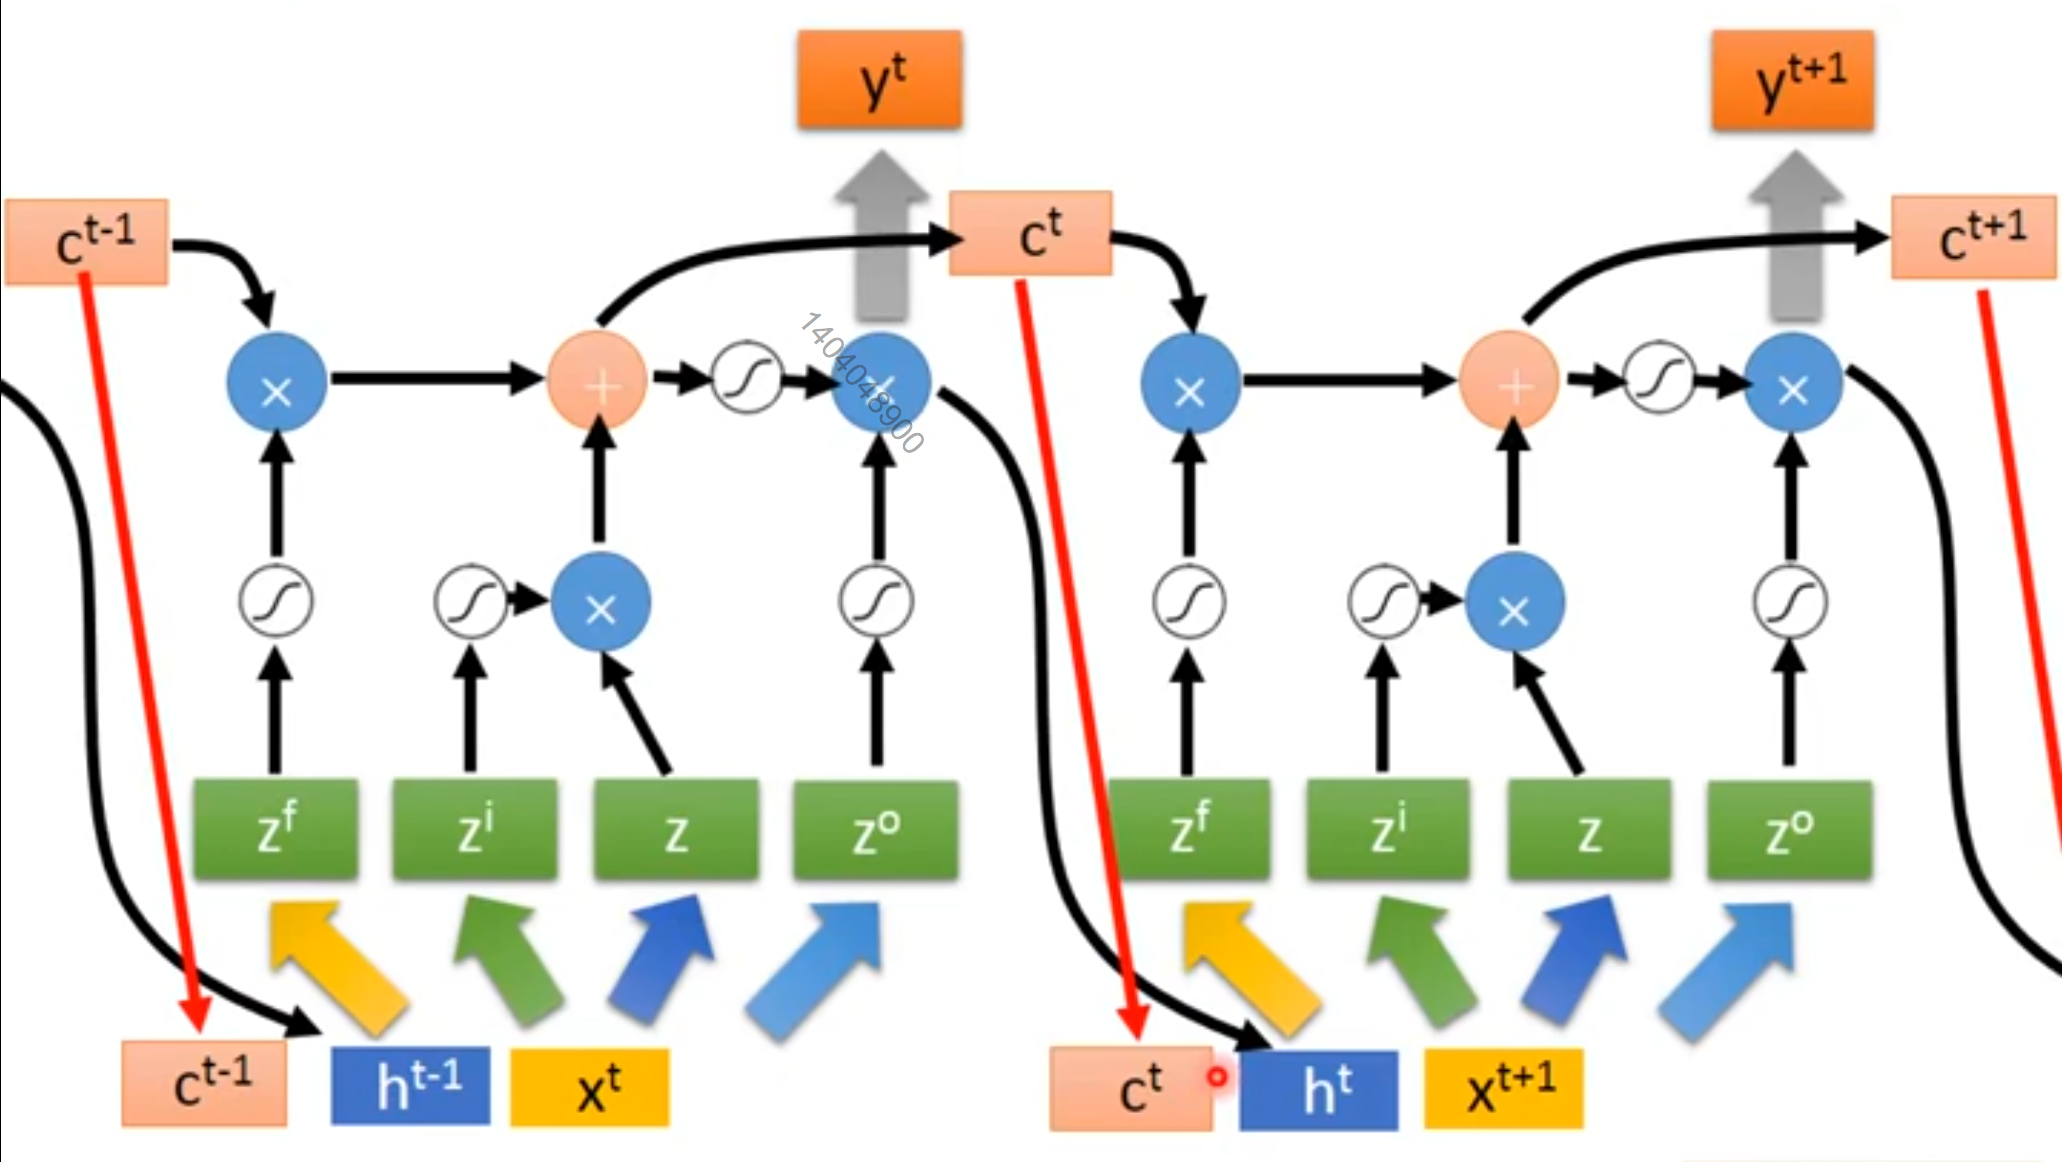 y^t
y^t+1
c^t-1
c^t
c^t+1
×
+
×
×
+
×
1404048900
×
×
z^f
z^i
z
z^o
z^f
z^i
z
z^o
c^t-1
h^t-1
x^t
c^t
h^t
x^t+1